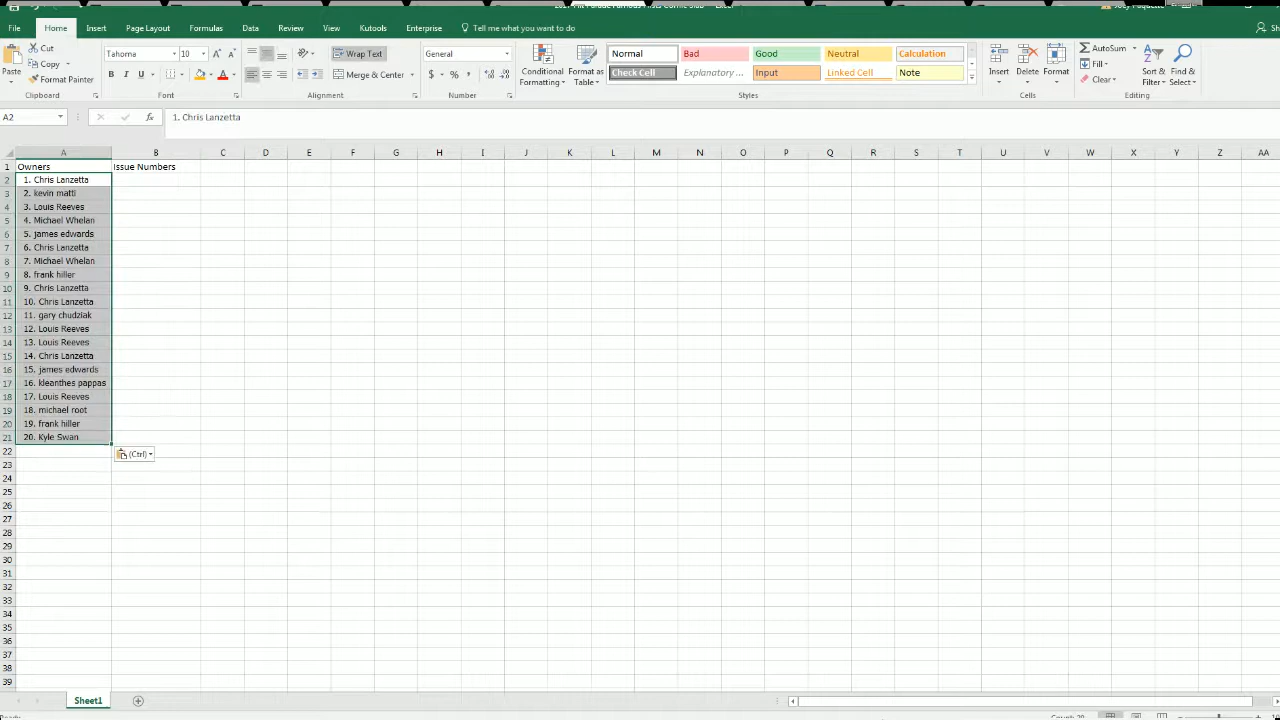 File Home Insert Page Layout Formulas Data Review View Kutools Enterprise Tell me what you want to do
Cut
Copy
Format Painter
Paste
Clipboard
Tahoma 10
B I U
Font
Wrap Text
Merge & Center
Alignment
General
$ % ,
Number
Conditional Formatting
Format as Table
Normal Bad Good Neutral Calculation
Check Cell Explanatory ... Input Linked Cell Note
Styles
Insert Delete Format
Cells
AutoSum
Fill
Clear
Sort & Filter
Find & Select
Editing
A2 fx 1. Chris Lanzetta
A B C D E F G H I J K L M N O P Q R S T U V W X Y Z AA
1 Owners Issue Numbers
2 1. Chris Lanzetta
3 2. kevin matti
4 3. Louis Reeves
5 4. Michael Whelan
6 5. james edwards
7 6. Chris Lanzetta
8 7. Michael Whelan
9 8. frank hiller
10 9. Chris Lanzetta
11 10. Chris Lanzetta
12 11. gary chudziak
13 12. Louis Reeves
14 13. Louis Reeves
15 14. Chris Lanzetta
16 15. james edwards
17 16. kleanthes pappas
18 17. Louis Reeves
19 18. michael root
20 19. frank hiller
21 20. Kyle Swan
22 (Ctrl)
23
24
25
26
27
28
29
30
31
32
33
34
35
36
37
38
39
Sheet1